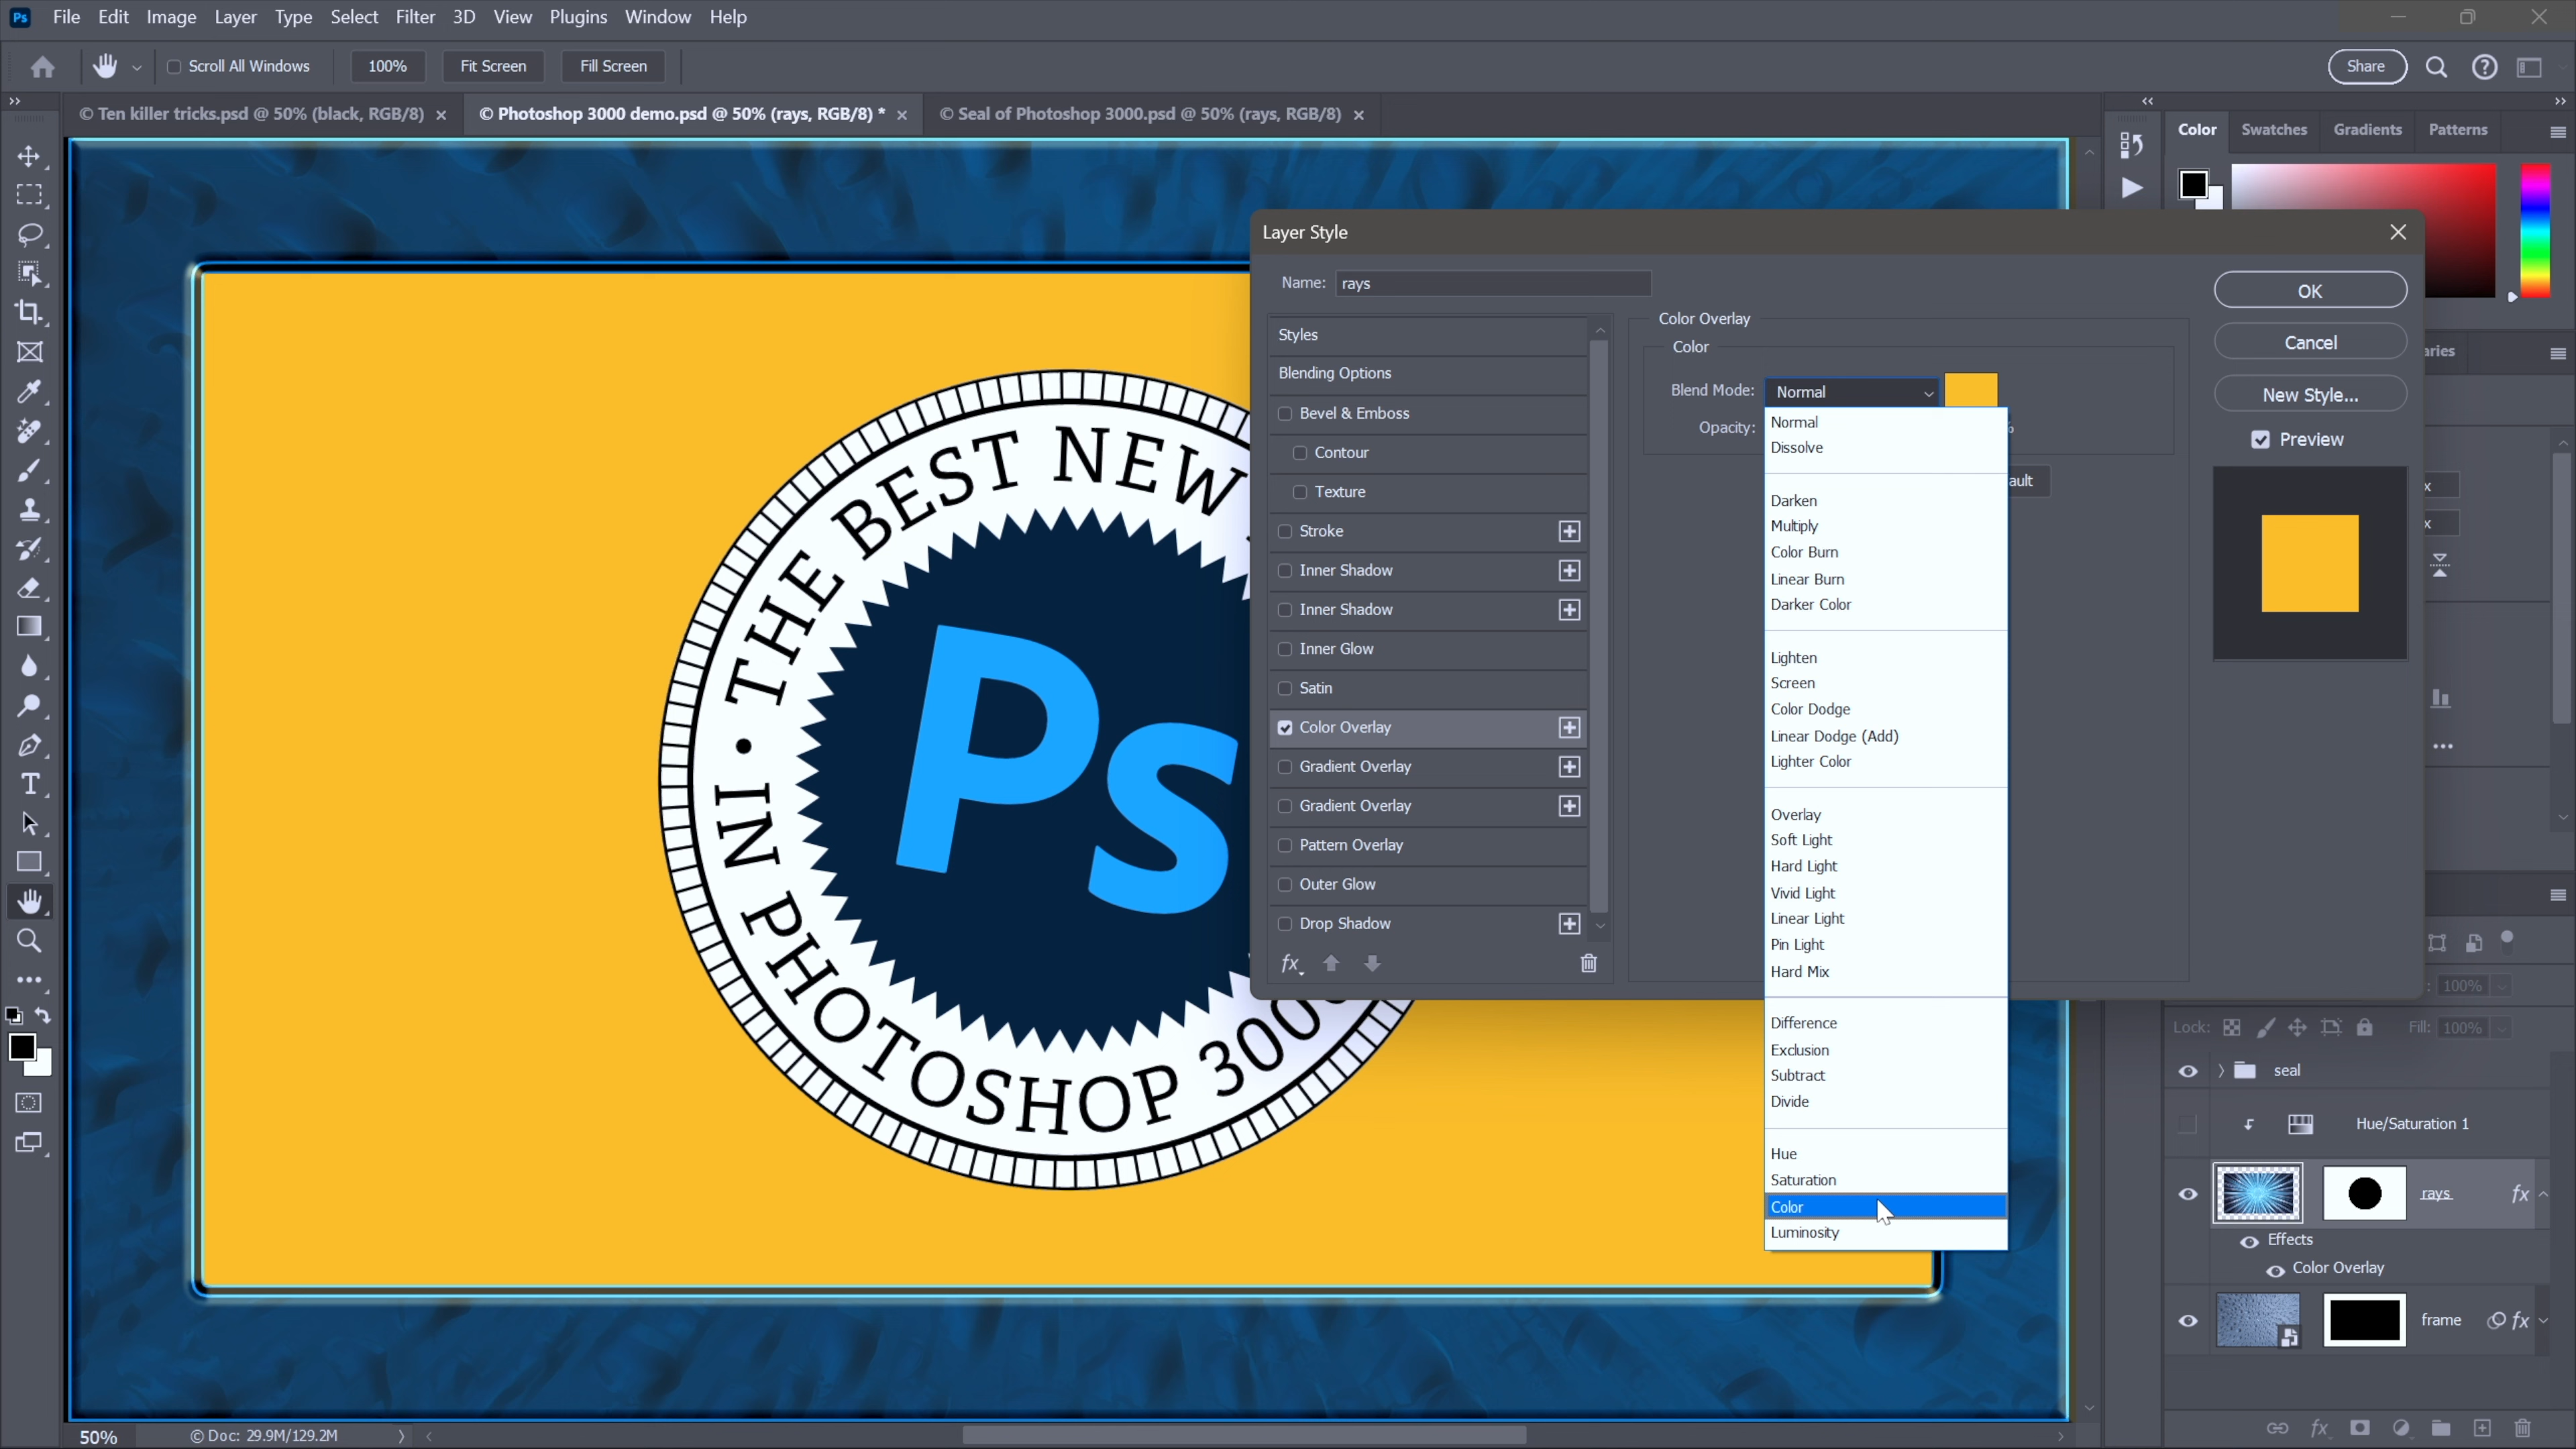 Ps File Edit Image Layer Type Select Filter 3D View Plugins Window Help
Scroll All Windows 100% Fit Screen Fill Screen Share
© Ten killer tricks.psd @ 50% (black, RGB/8) × © Photoshop 3000 demo.psd @ 50% (rays, RGB/8) * × © Seal of Photoshop 3000.psd @ 50% (rays, RGB/8) ×
Color Swatches Gradients Patterns
THE BEST NEW
IN PHOTOSHOP 3000
Ps
Layer Style
Name: rays
Styles
Blending Options
Bevel & Emboss
Contour
Texture
Stroke
Inner Shadow
Inner Shadow
Inner Glow
Satin
Color Overlay
Gradient Overlay
Gradient Overlay
Pattern Overlay
Outer Glow
Drop Shadow
fx
Color Overlay
Color
Blend Mode: Normal
Opacity:
ault
Normal
Dissolve
Darken
Multiply
Color Burn
Linear Burn
Darker Color
Lighten
Screen
Color Dodge
Linear Dodge (Add)
Lighter Color
Overlay
Soft Light
Hard Light
Vivid Light
Linear Light
Pin Light
Hard Mix
Difference
Exclusion
Subtract
Divide
Hue
Saturation
Color
Luminosity
OK
Cancel
New Style...
Preview
aries
x
x
100%
Lock: Fill: 100%
seal
Hue/Saturation 1
rays fx
Effects
Color Overlay
frame fx
fx
50% © Doc: 29.9M/129.2M